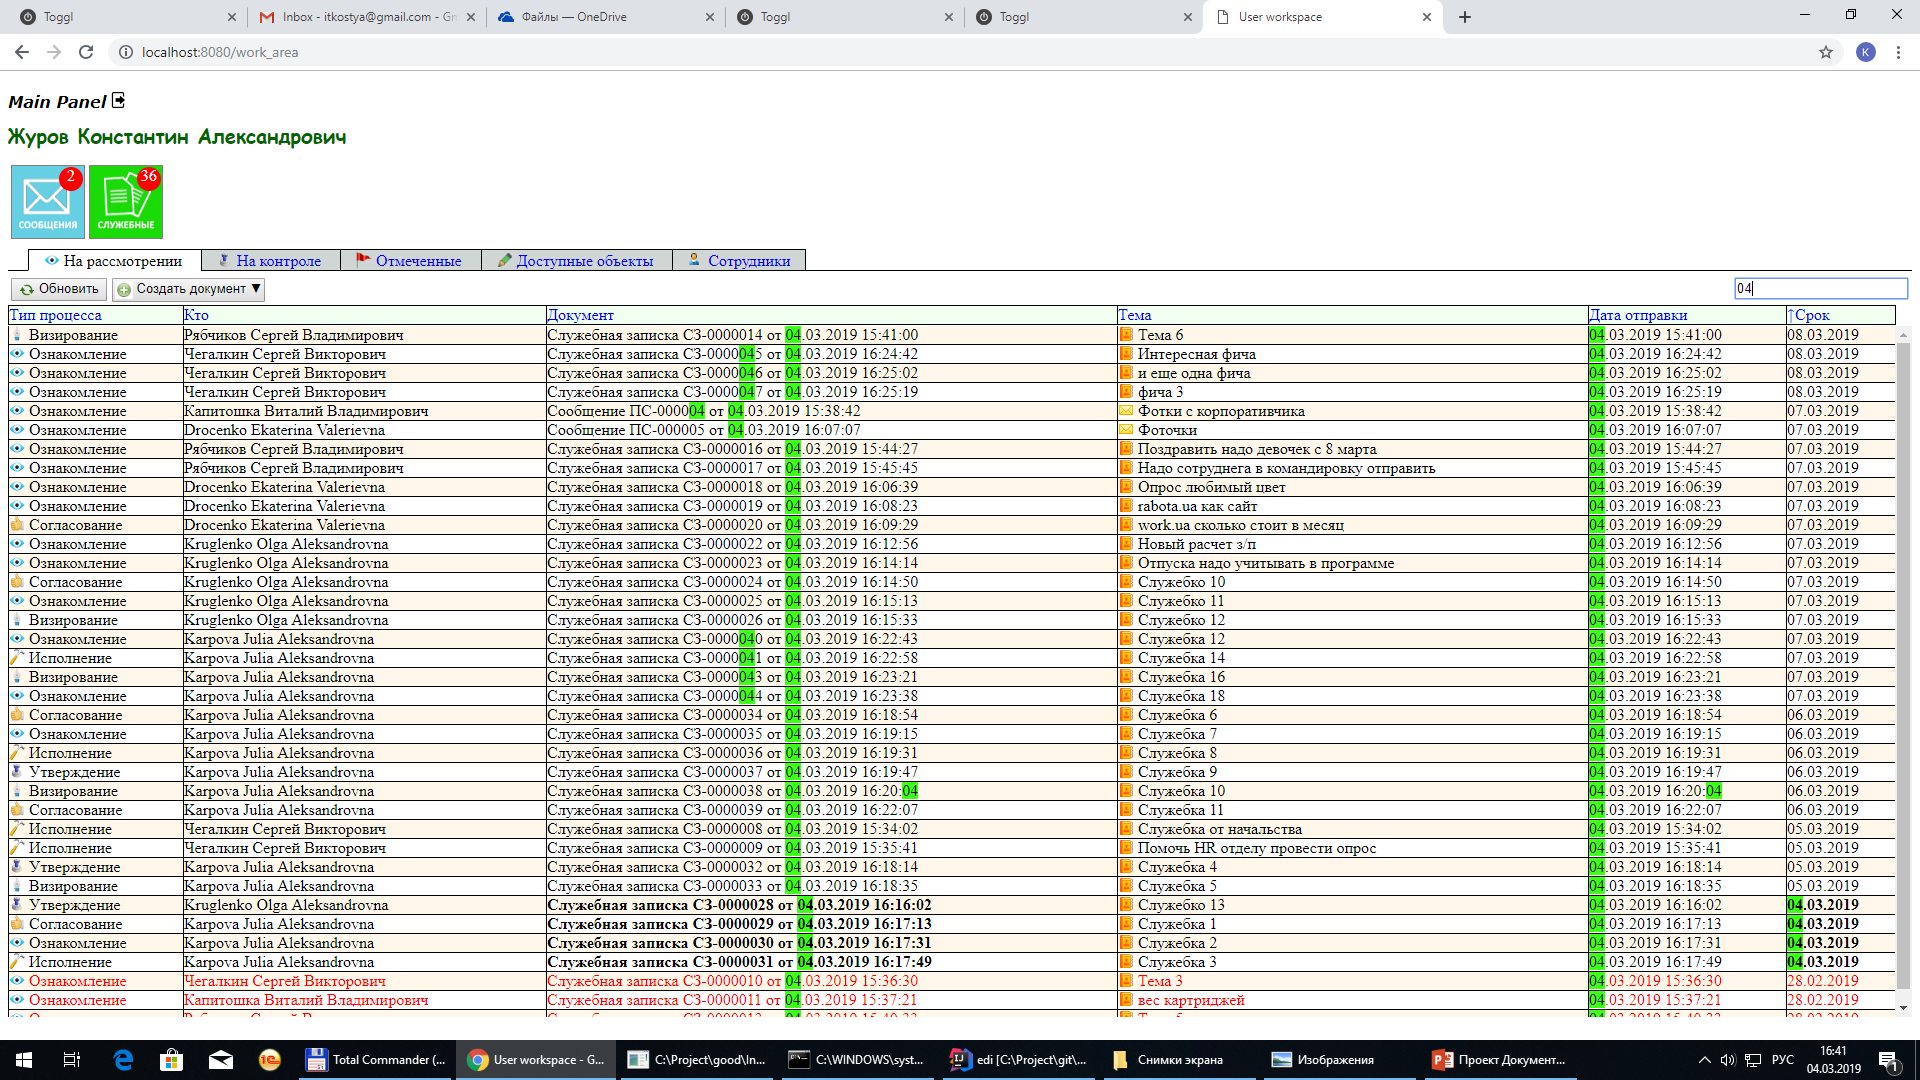 Toggl Inbox - itkostya@gmail.com - Gm Файлы — OneDrive Toggl Toggl User workspace
localhost:8080/work_area
Main Panel
Журов Константин Александрович
2 36
СООБЩЕНИЯ СЛУЖЕБНЫЕ
На рассмотрении На контроле Отмеченные Доступные объекты Сотрудники
Обновить Создать документ ▼ 04
Тип процесса Кто Документ Тема Дата отправки ↑Срок
Визирование Рябчиков Сергей Владимирович Служебная записка СЗ-0000014 от 04.03.2019 15:41:00 Тема 6 04.03.2019 15:41:00 08.03.2019
Ознакомление Чегалкин Сергей Викторович Служебная записка СЗ-0000045 от 04.03.2019 16:24:42 Интересная фича 04.03.2019 16:24:42 08.03.2019
Ознакомление Чегалкин Сергей Викторович Служебная записка СЗ-0000046 от 04.03.2019 16:25:02 и еще одна фича 04.03.2019 16:25:02 08.03.2019
Ознакомление Чегалкин Сергей Викторович Служебная записка СЗ-0000047 от 04.03.2019 16:25:19 фича 3 04.03.2019 16:25:19 08.03.2019
Ознакомление Капитошка Виталий Владимирович Сообщение ПС-000004 от 04.03.2019 15:38:42 Фотки с корпоративчика 04.03.2019 15:38:42 07.03.2019
Ознакомление Drocenko Ekaterina Valerievna Сообщение ПС-000005 от 04.03.2019 16:07:07 Фоточки 04.03.2019 16:07:07 07.03.2019
Ознакомление Рябчиков Сергей Владимирович Служебная записка СЗ-0000016 от 04.03.2019 15:44:27 Поздравить надо девочек с 8 марта 04.03.2019 15:44:27 07.03.2019
Ознакомление Рябчиков Сергей Владимирович Служебная записка СЗ-0000017 от 04.03.2019 15:45:45 Надо сотруднега в командировку отправить 04.03.2019 15:45:45 07.03.2019
Ознакомление Drocenko Ekaterina Valerievna Служебная записка СЗ-0000018 от 04.03.2019 16:06:39 Опрос любимый цвет 04.03.2019 16:06:39 07.03.2019
Ознакомление Drocenko Ekaterina Valerievna Служебная записка СЗ-0000019 от 04.03.2019 16:08:23 rabota.ua как сайт 04.03.2019 16:08:23 07.03.2019
Согласование Drocenko Ekaterina Valerievna Служебная записка СЗ-0000020 от 04.03.2019 16:09:29 work.ua сколько стоит в месяц 04.03.2019 16:09:29 07.03.2019
Ознакомление Kruglenko Olga Aleksandrovna Служебная записка СЗ-0000022 от 04.03.2019 16:12:56 Новый расчет з/п 04.03.2019 16:12:56 07.03.2019
Ознакомление Kruglenko Olga Aleksandrovna Служебная записка СЗ-0000023 от 04.03.2019 16:14:14 Отпуска надо учитывать в программе 04.03.2019 16:14:14 07.03.2019
Согласование Kruglenko Olga Aleksandrovna Служебная записка СЗ-0000024 от 04.03.2019 16:14:50 Служебко 10 04.03.2019 16:14:50 07.03.2019
Ознакомление Kruglenko Olga Aleksandrovna Служебная записка СЗ-0000025 от 04.03.2019 16:15:13 Служебко 11 04.03.2019 16:15:13 07.03.2019
Визирование Kruglenko Olga Aleksandrovna Служебная записка СЗ-0000026 от 04.03.2019 16:15:33 Служебко 12 04.03.2019 16:15:33 07.03.2019
Ознакомление Karpova Julia Aleksandrovna Служебная записка СЗ-0000040 от 04.03.2019 16:22:43 Служебка 12 04.03.2019 16:22:43 07.03.2019
Исполнение Karpova Julia Aleksandrovna Служебная записка СЗ-0000041 от 04.03.2019 16:22:58 Служебка 14 04.03.2019 16:22:58 07.03.2019
Визирование Karpova Julia Aleksandrovna Служебная записка СЗ-0000043 от 04.03.2019 16:23:21 Служебка 16 04.03.2019 16:23:21 07.03.2019
Ознакомление Karpova Julia Aleksandrovna Служебная записка СЗ-0000044 от 04.03.2019 16:23:38 Служебка 18 04.03.2019 16:23:38 07.03.2019
Согласование Karpova Julia Aleksandrovna Служебная записка СЗ-0000034 от 04.03.2019 16:18:54 Служебка 6 04.03.2019 16:18:54 06.03.2019
Ознакомление Karpova Julia Aleksandrovna Служебная записка СЗ-0000035 от 04.03.2019 16:19:15 Служебка 7 04.03.2019 16:19:15 06.03.2019
Исполнение Karpova Julia Aleksandrovna Служебная записка СЗ-0000036 от 04.03.2019 16:19:31 Служебка 8 04.03.2019 16:19:31 06.03.2019
Утверждение Karpova Julia Aleksandrovna Служебная записка СЗ-0000037 от 04.03.2019 16:19:47 Служебка 9 04.03.2019 16:19:47 06.03.2019
Визирование Karpova Julia Aleksandrovna Служебная записка СЗ-0000038 от 04.03.2019 16:20:04 Служебка 10 04.03.2019 16:20:04 06.03.2019
Согласование Karpova Julia Aleksandrovna Служебная записка СЗ-0000039 от 04.03.2019 16:22:07 Служебка 11 04.03.2019 16:22:07 06.03.2019
Исполнение Чегалкин Сергей Викторович Служебная записка СЗ-0000008 от 04.03.2019 15:34:02 Служебка от начальства 04.03.2019 15:34:02 05.03.2019
Исполнение Чегалкин Сергей Викторович Служебная записка СЗ-0000009 от 04.03.2019 15:35:41 Помочь HR отделу провести опрос 04.03.2019 15:35:41 05.03.2019
Утверждение Karpova Julia Aleksandrovna Служебная записка СЗ-0000032 от 04.03.2019 16:18:14 Служебка 4 04.03.2019 16:18:14 05.03.2019
Визирование Karpova Julia Aleksandrovna Служебная записка СЗ-0000033 от 04.03.2019 16:18:35 Служебка 5 04.03.2019 16:18:35 05.03.2019
Утверждение Kruglenko Olga Aleksandrovna Служебная записка СЗ-0000028 от 04.03.2019 16:16:02 Служебко 13 04.03.2019 16:16:02 04.03.2019
Согласование Karpova Julia Aleksandrovna Служебная записка СЗ-0000029 от 04.03.2019 16:17:13 Служебка 1 04.03.2019 16:17:13 04.03.2019
Ознакомление Karpova Julia Aleksandrovna Служебная записка СЗ-0000030 от 04.03.2019 16:17:31 Служебка 2 04.03.2019 16:17:31 04.03.2019
Исполнение Karpova Julia Aleksandrovna Служебная записка СЗ-0000031 от 04.03.2019 16:17:49 Служебка 3 04.03.2019 16:17:49 04.03.2019
Ознакомление Чегалкин Сергей Викторович Служебная записка СЗ-0000010 от 04.03.2019 15:36:30 Тема 3 04.03.2019 15:36:30 28.02.2019
Ознакомление Капитошка Виталий Владимирович Служебная записка СЗ-0000011 от 04.03.2019 15:37:21 вес картриджей 04.03.2019 15:37:21 28.02.2019
Total Commander (... User workspace - G... C:\Project\good\In... C:\WINDOWS\syst... edi [C:\Project\git\... Снимки экрана Изображения Проект Документ... РУС 16:41
04.03.2019